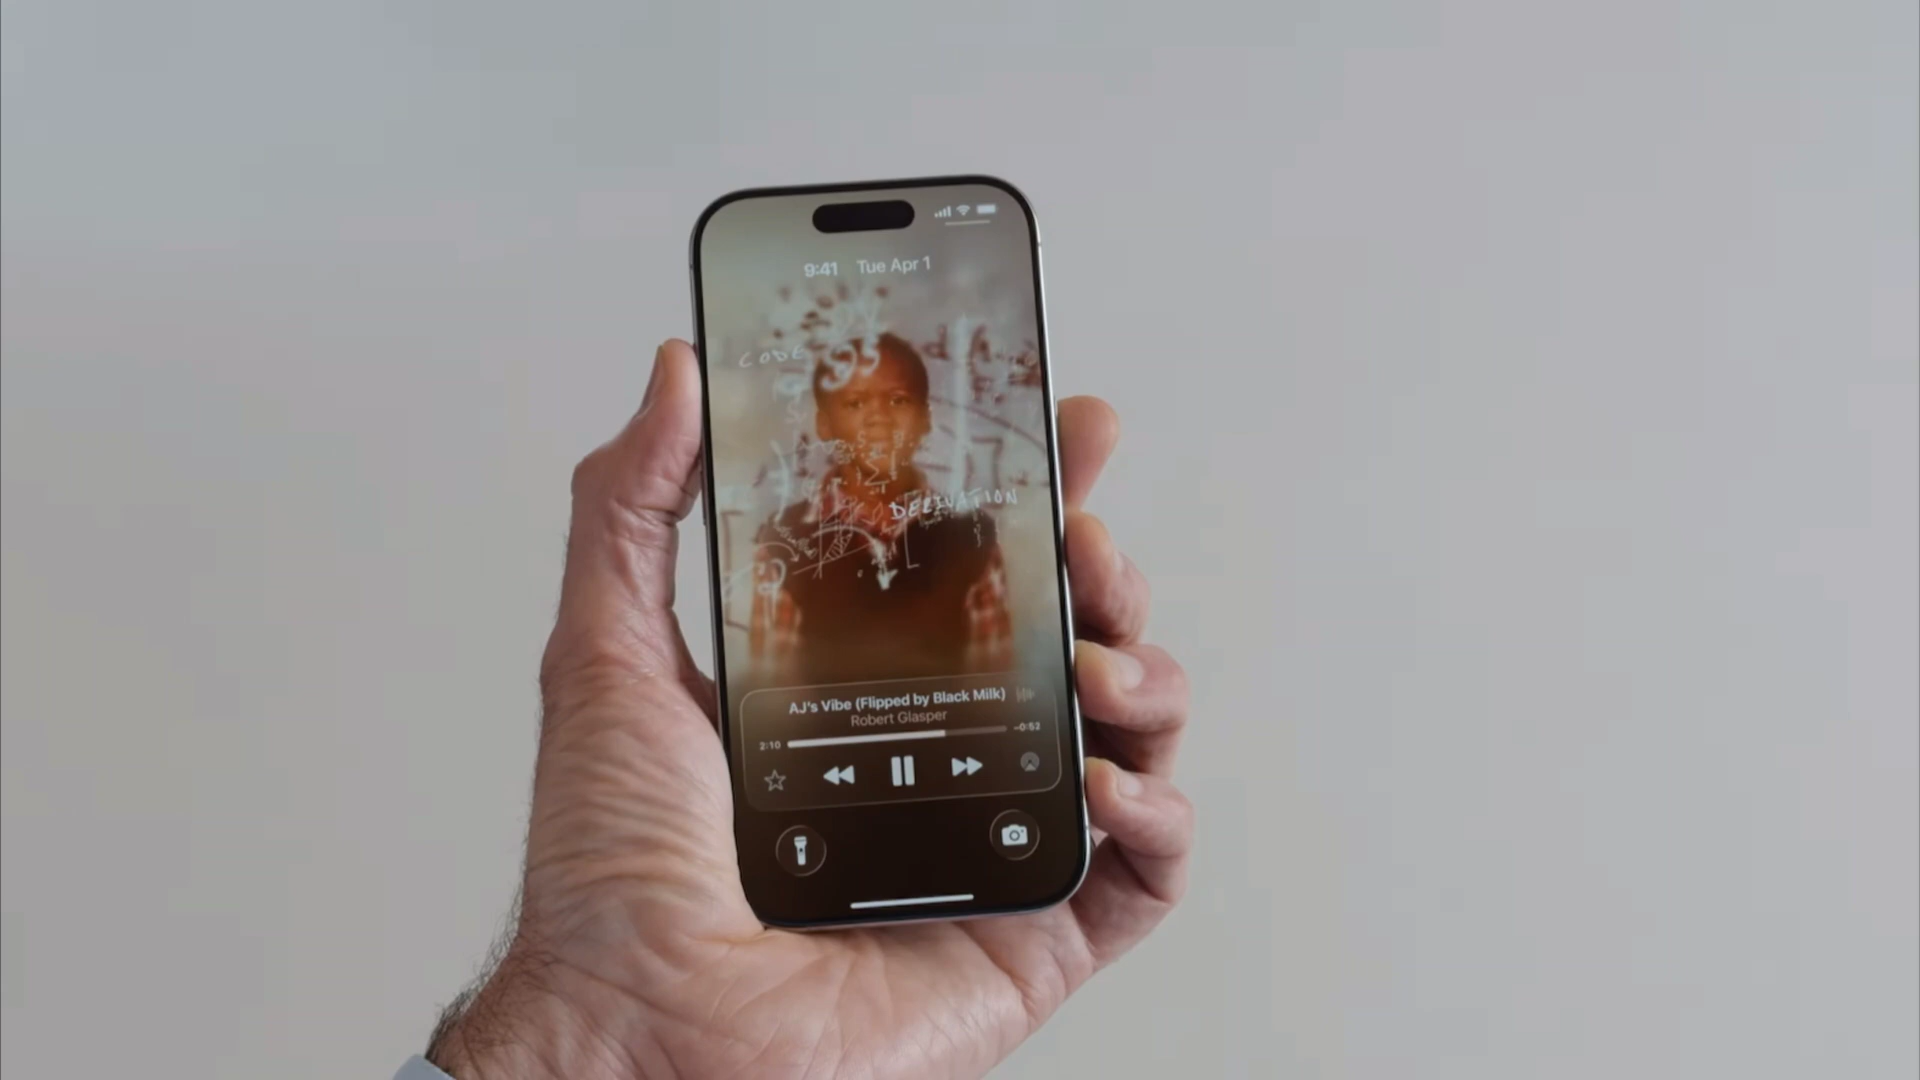 9:41 Tue Apr 1
CODE
DERIVATION
AJ's Vibe (Flipped by Black Milk)
Robert Glasper
2:10 -0:52